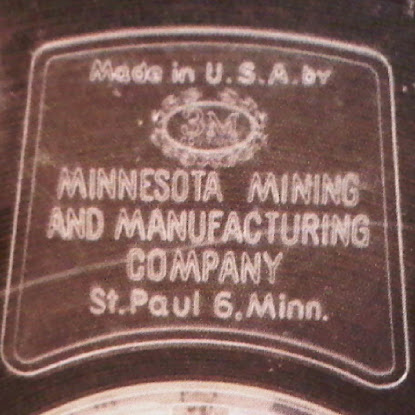 Made in U.S.A. by
3M
MINNESOTA MINING
AND MANUFACTURING
COMPANY
St. Paul 6, Minn.